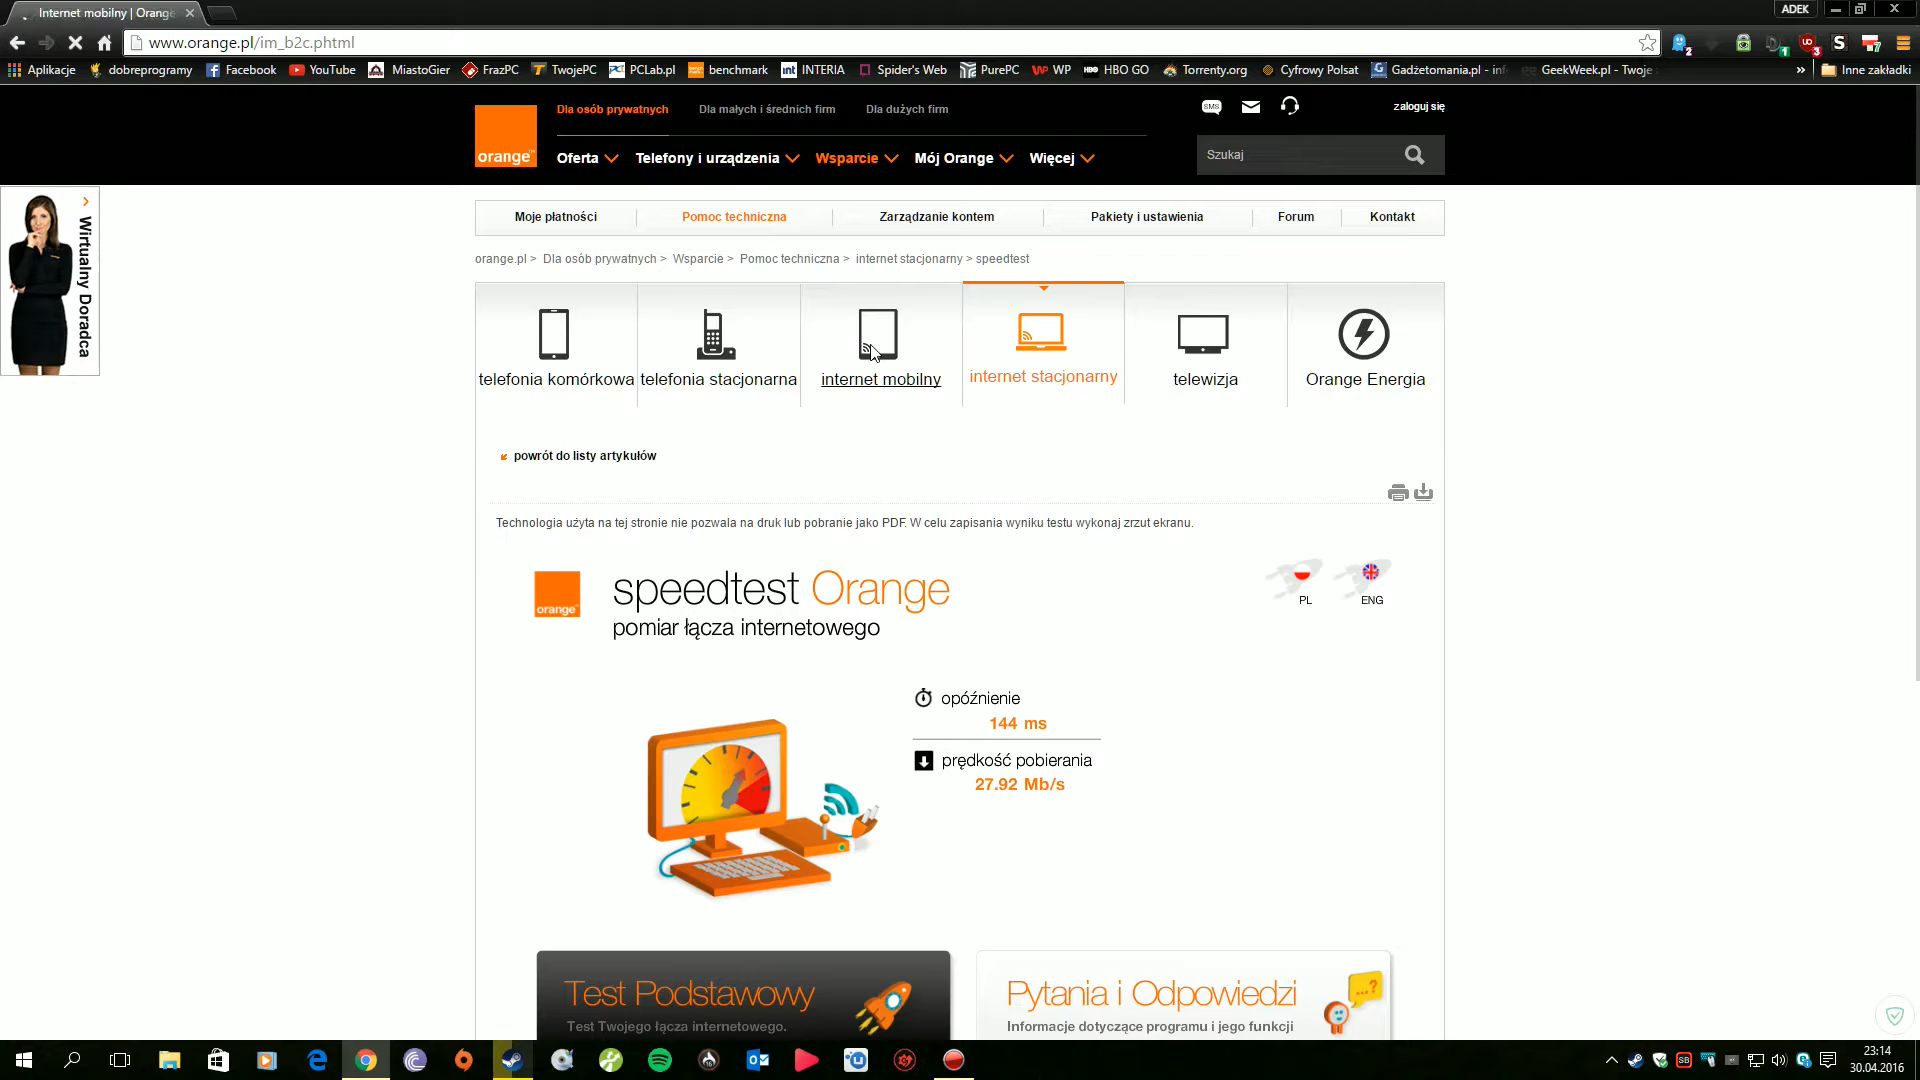 Internet mobilny | Orange
ADEK
www.orange.pl/im_b2c.phtml
2
1
3
7
Aplikacje dobreprogramy Facebook YouTube MiastoGier FrazPC TwojePC PCLab.pl benchmark INTERIA Spider's Web PurePC WP HBO GO Torrenty.org Cyfrowy Polsat Gadżetomania.pl - inf GeekWeek.pl - Twoje » Inne zakładki
Dla osób prywatnych Dla małych i średnich firm Dla dużych firm
SMS
zaloguj się
orange
Oferta Telefony i urządzenia Wsparcie Mój Orange Więcej
Szukaj
Wirtualny Doradca
Moje płatności Pomoc techniczna Zarządzanie kontem Pakiety i ustawienia Forum Kontakt
orange.pl > Dla osób prywatnych > Wsparcie > Pomoc techniczna > internet stacjonarny > speedtest
telefonia komórkowa telefonia stacjonarna internet mobilny internet stacjonarny telewizja Orange Energia
powrót do listy artykułów
Technologia użyta na tej stronie nie pozwala na druk lub pobranie jako PDF. W celu zapisania wyniku testu wykonaj zrzut ekranu.
orange
speedtest Orange
pomiar łącza internetowego
PL ENG
opóźnienie
144 ms
prędkość pobierania
27.92 Mb/s
Test Podstawowy
Test Twojego łącza internetowego.
Pytania i Odpowiedzi
Informacje dotyczące programu i jego funkcji
...?
23:14
30.04.2016